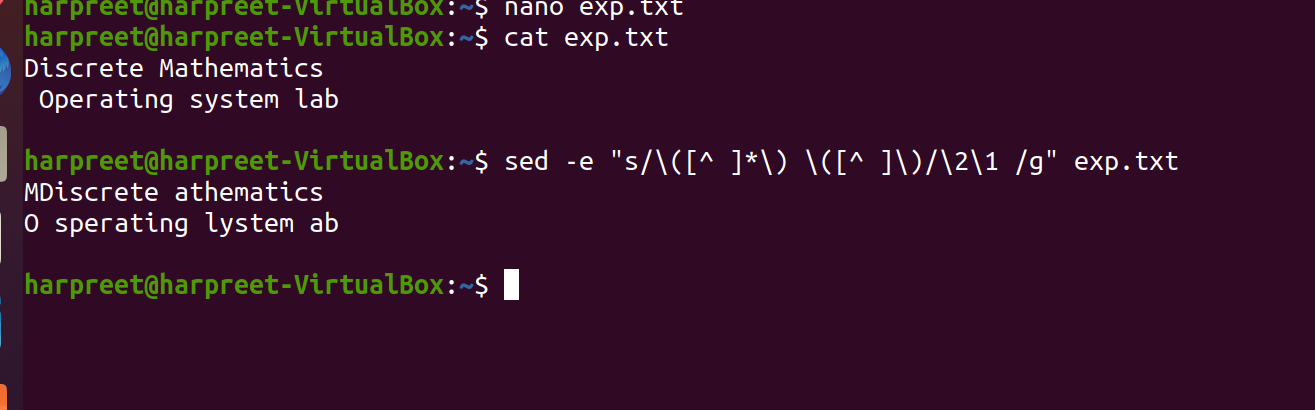 harpreet@harpreet-VirtualBox:~$ nano exp.txt
harpreet@harpreet-VirtualBox:~$ cat exp.txt
Discrete Mathematics
 Operating system lab
harpreet@harpreet-VirtualBox:~$ sed -e "s/\([^ ]*\) \([^ ]\)/\2\1 /g" exp.txt
MDiscrete athematics
O sperating lystem ab
harpreet@harpreet-VirtualBox:~$